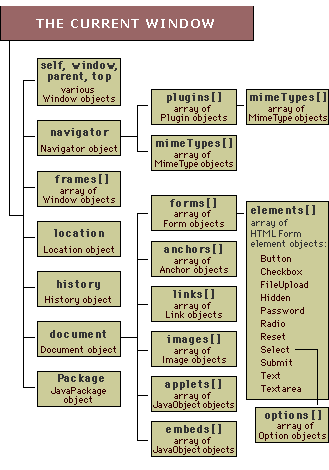 THE CURRENT WINDOW
self, window,
parent, top
various
Window objects
navigator
Navigator object
plugins[]
array of
Plugin objects
mimeTypes[]
array of
MimeType objects
mimeTypes[]
array of
MimeType objects
frames[]
array of
Window objects
location
Location object
history
History object
document
Document object
forms[]
array of
Form objects
elements[]
array of
HTML Form
element objects:
Button
Checkbox
FileUpload
Hidden
Password
Radio
Reset
Select
Submit
Text
Textarea
options[]
array of
Option objects
anchors[]
array of
Anchor objects
links[]
array of
Link objects
images[]
array of
Image objects
applets[]
array of
JavaObject objects
embeds[]
array of
JavaObject objects
Package
JavaPackage
object